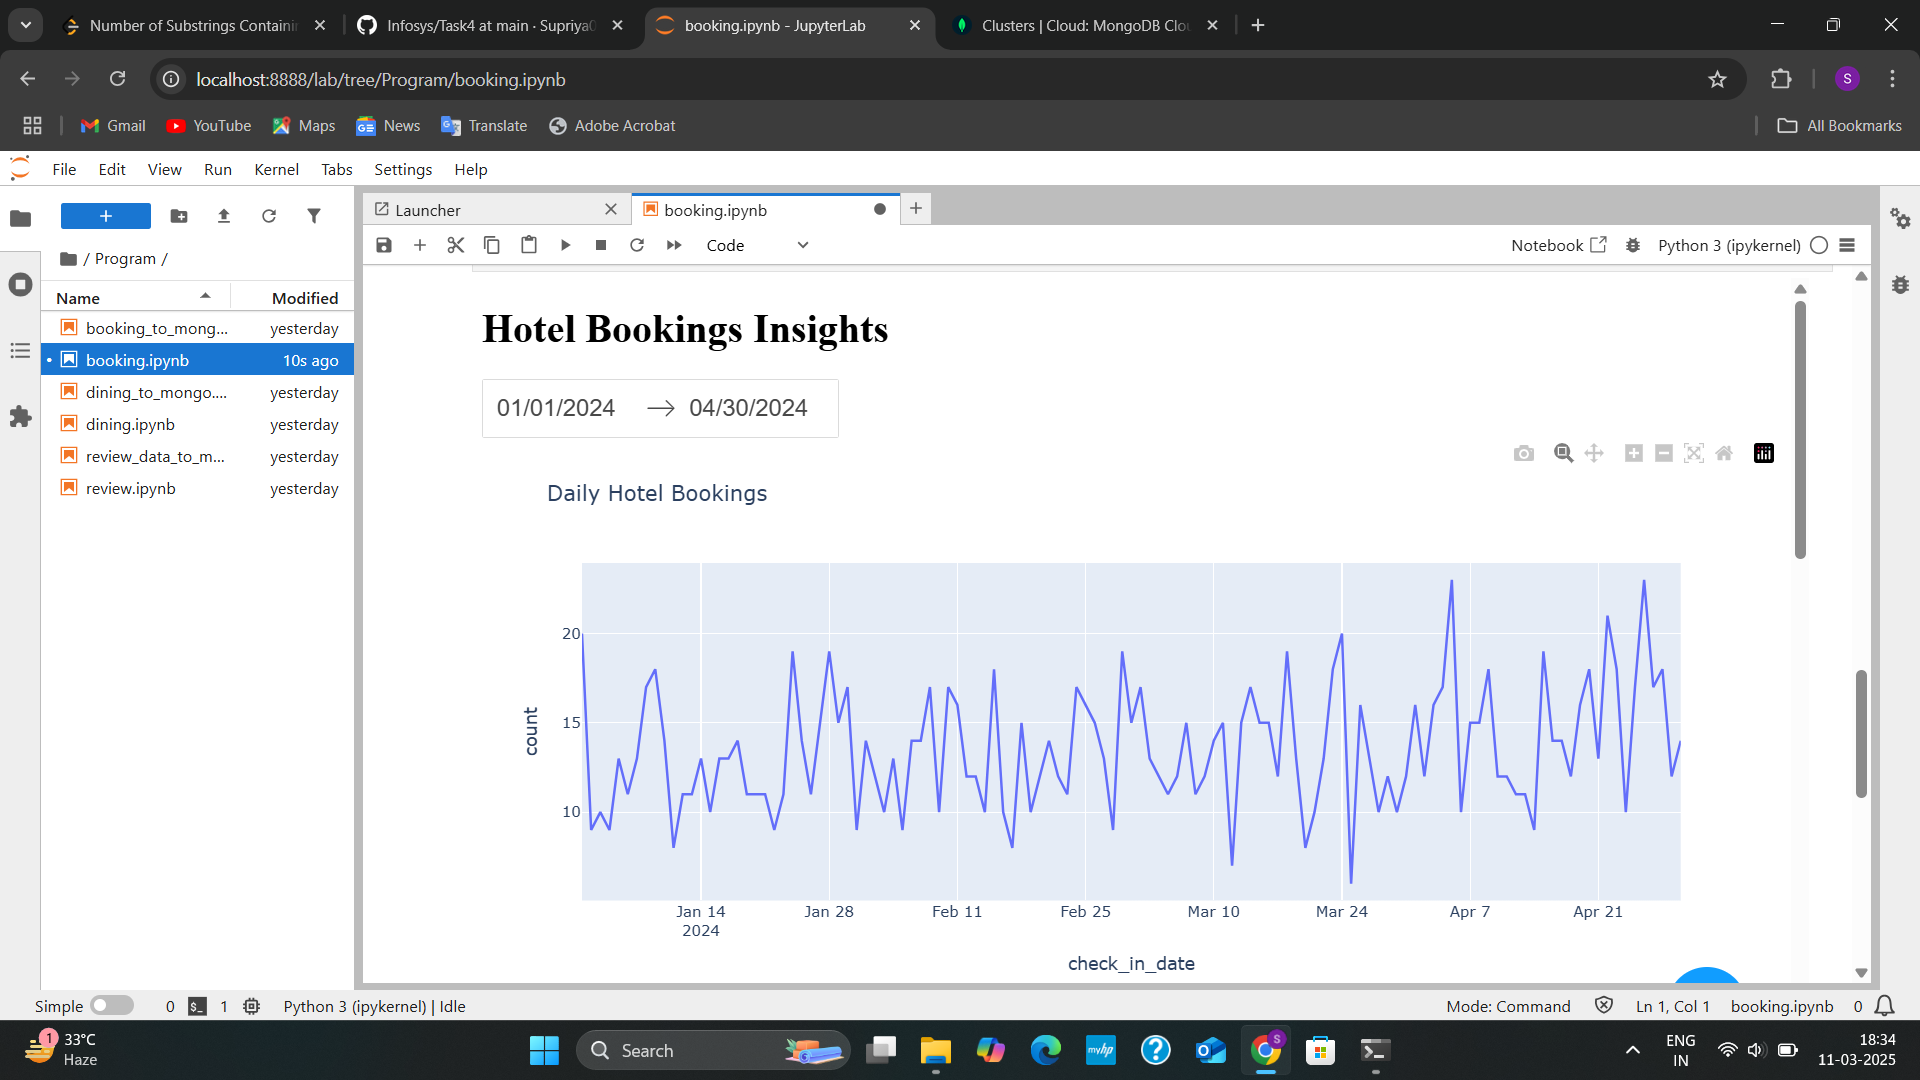 Number of Substrings Containin
Infosys/Task4 at main · Supriya0
booking.ipynb - JupyterLab
Clusters | Cloud: MongoDB Clou
localhost:8888/lab/tree/Program/booking.ipynb
S
Gmail
YouTube
Maps
News
Translate
Adobe Acrobat
All Bookmarks
File Edit View Run Kernel Tabs Settings Help
Launcher
booking.ipynb
Code
Notebook
Python 3 (ipykernel)
/ Program /
Name Modified
booking_to_mong... yesterday
booking.ipynb 10s ago
dining_to_mongo.... yesterday
dining.ipynb yesterday
review_data_to_m... yesterday
review.ipynb yesterday
Hotel Bookings Insights
01/01/2024 → 04/30/2024
Daily Hotel Bookings
20
15
10
count
Jan 14 Jan 28 Feb 11 Feb 25 Mar 10 Mar 24 Apr 7 Apr 21
2024
check_in_date
Simple 0 $_ 1 Python 3 (ipykernel) | Idle
Mode: Command Ln 1, Col 1 booking.ipynb 0
1
33°C
Haze
Search
myhp
S
ENG
IN
18:34
11-03-2025